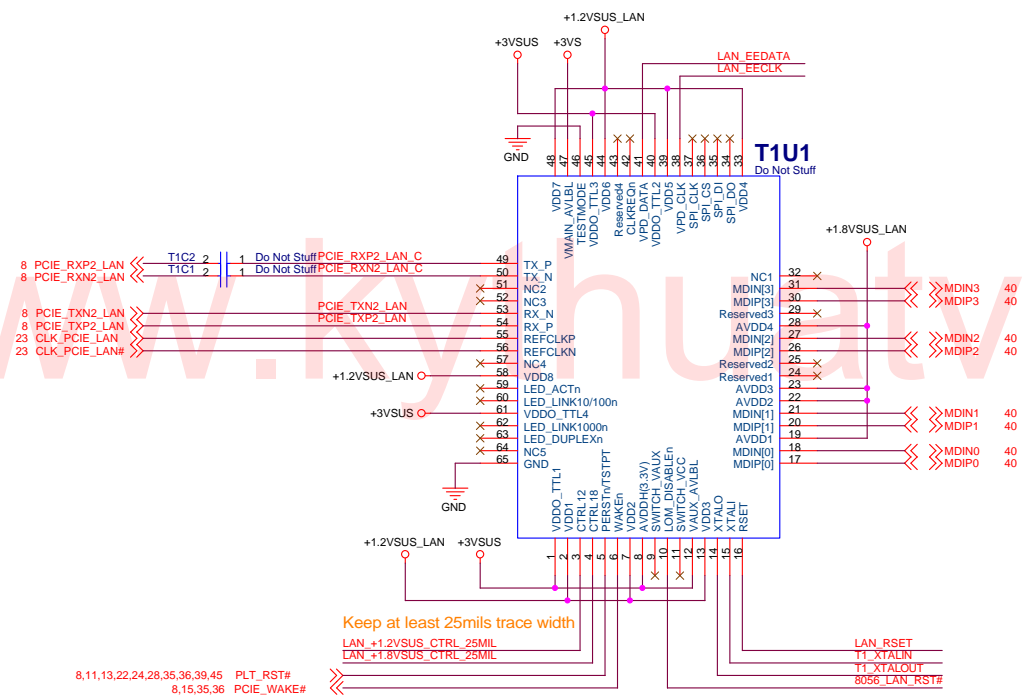 +1.2VSUS_LAN
+3VSUS
+3VS
LAN_EEDATA
LAN_EECLK
GND
T1U1
Do Not Stuff
48
47
46
45
44
43
42
41
40
39
38
37
36
35
34
33
VDD7
VMAIN_AVLBL
TESTMODE
VDDO_TTL3
VDD6
Reserved4
CLKREQn
VPD_DATA
VDDO_TTL2
VDD5
VPD_CLK
SPI_CLK
SPI_CS
SPI_DI
SPI_DO
VDD4
+1.8VSUS_LAN
8 PCIE_RXP2_LAN T1C2 2 1 Do Not Stuff PCIE_RXP2_LAN_C 49 TX_P
8 PCIE_RXN2_LAN T1C1 2 1 Do Not Stuff PCIE_RXN2_LAN_C 50 TX_N
51 NC2
52 NC3
8 PCIE_TXN2_LAN PCIE_TXN2_LAN 53 RX_N
8 PCIE_TXP2_LAN PCIE_TXP2_LAN 54 RX_P
23 CLK_PCIE_LAN 55 REFCLKP
23 CLK_PCIE_LAN# 56 REFCLKN
57 NC4
+1.2VSUS_LAN 58 VDD8
59 LED_ACTn
60 LED_LINK10/100n
+3VSUS 61 VDDO_TTL4
62 LED_LINK1000n
63 LED_DUPLEXn
64 NC5
65 GND
GND
NC1 32
MDIN[3] 31 MDIN3 40
MDIP[3] 30 MDIP3 40
Reserved3 29
AVDD4 28
MDIN[2] 27 MDIN2 40
MDIP[2] 26 MDIP2 40
Reserved2 25
Reserved1 24
AVDD3 23
AVDD2 22
MDIN[1] 21 MDIN1 40
MDIP[1] 20 MDIP1 40
AVDD1 19
MDIN[0] 18 MDIN0 40
MDIP[0] 17 MDIP0 40
www.kythuatv
VDDO_TTL1
VDD1
CTRL12
CTRL18
PERSTn/TSTPT
WAKEn
VDD2
AVDDH(3.3V)
SWITCH_VAUX
LOM_DISABLEn
SWITCH_VCC
VAUX_AVLBL
VDD3
XTALO
XTALI
RSET
1
2
3
4
5
6
7
8
9
10
11
12
13
14
15
16
+1.2VSUS_LAN
+3VSUS
Keep at least 25mils trace width
LAN_+1.2VSUS_CTRL_25MIL
LAN_+1.8VSUS_CTRL_25MIL
8,11,13,22,24,28,35,36,39,45 PLT_RST#
8,15,35,36 PCIE_WAKE#
LAN_RSET
T1_XTALIN
T1_XTALOUT
8056_LAN_RST#